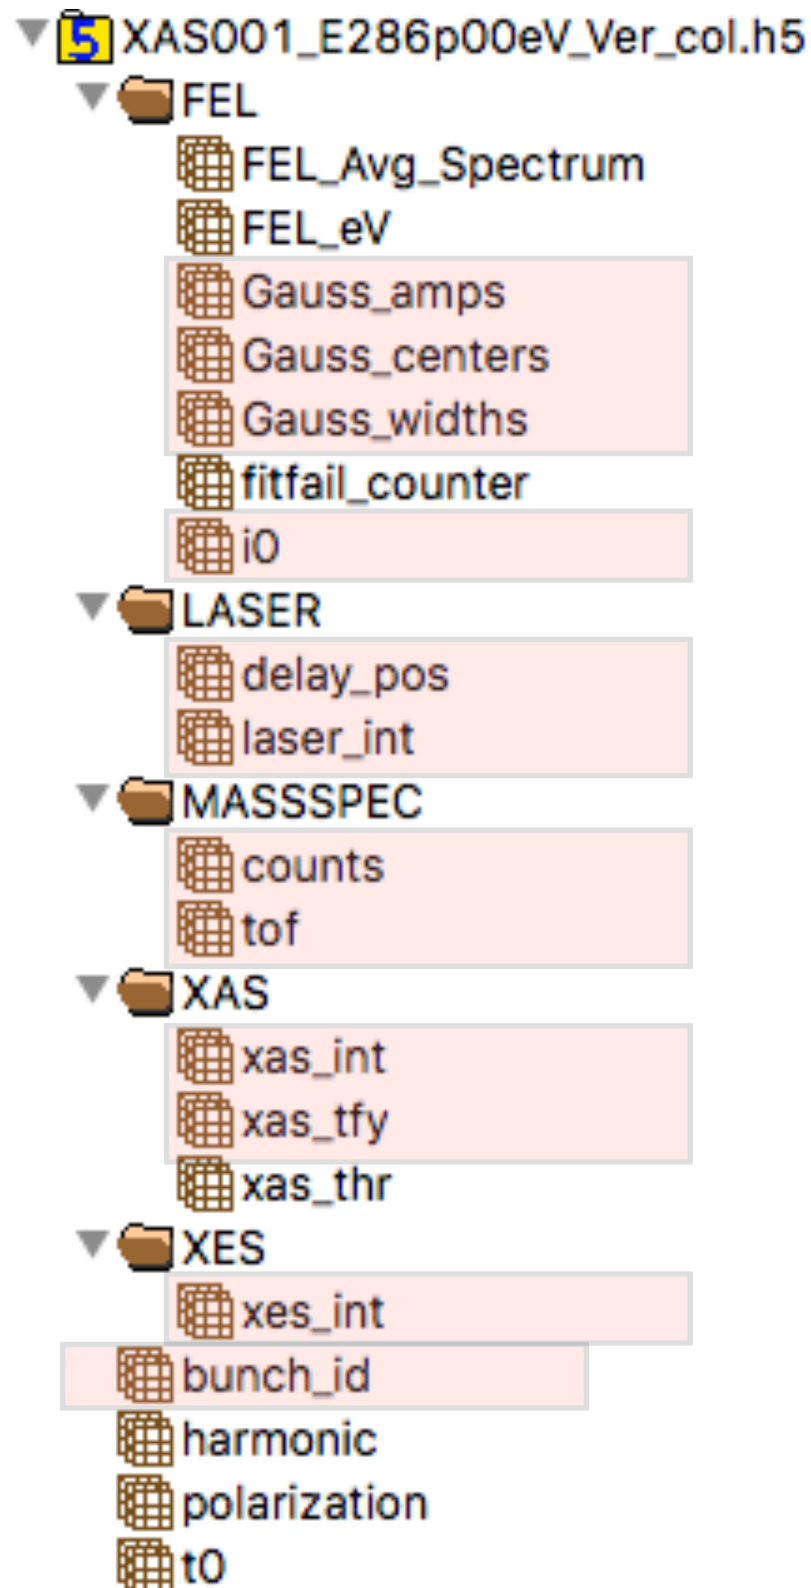 XAS001_E286p00eV_Ver_col.h5
FEL
FEL_Avg_Spectrum
FEL_eV
Gauss_amps
Gauss_centers
Gauss_widths
fitfail_counter
i0
LASER
delay_pos
laser_int
MASSSPEC
counts
tof
XAS
xas_int
xas_tfy
xas_thr
XES
xes_int
bunch_id
harmonic
polarization
t0